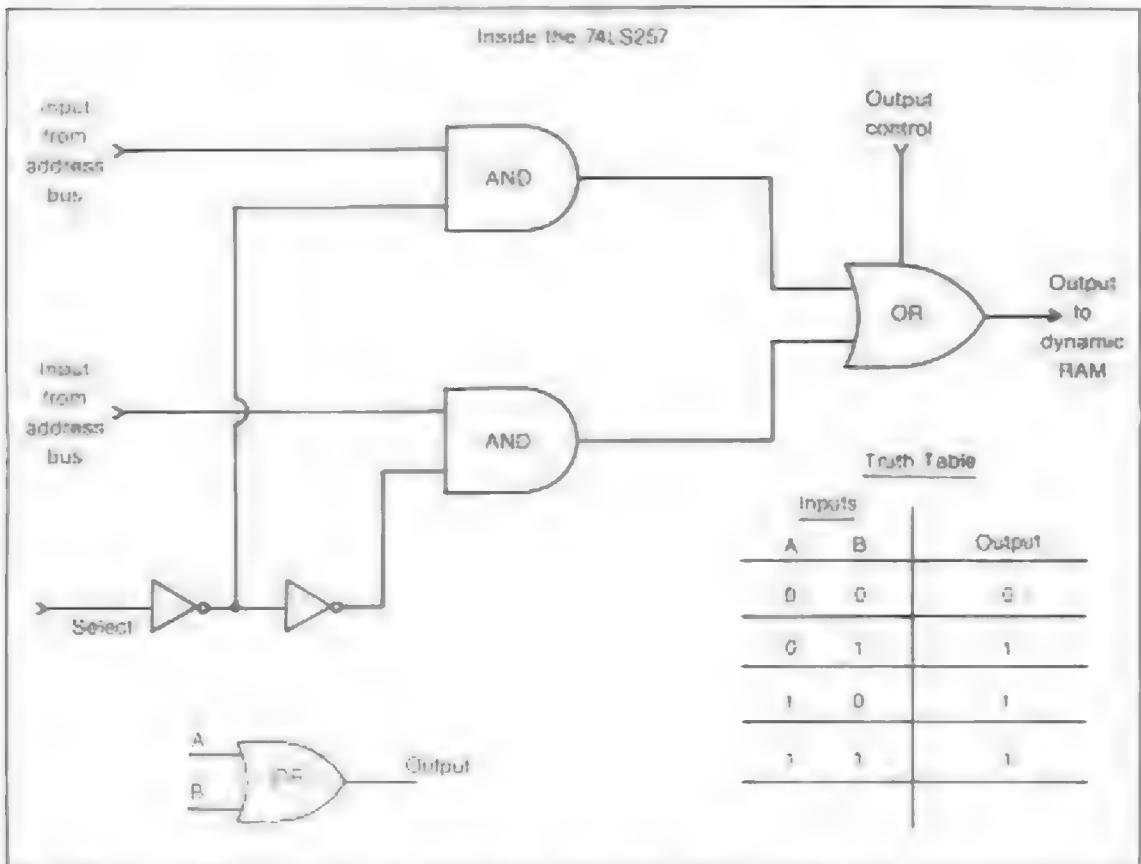 Inside the 74LS257
Input
from
address
bus
AND
Output
control
OR
Output
to
dynamic
RAM
Input
from
address
bus
AND
Select
Truth Table
Inputs
A B Output
0 0 0
0 1 1
1 0 1
1 1 1
A
B
OR
Output